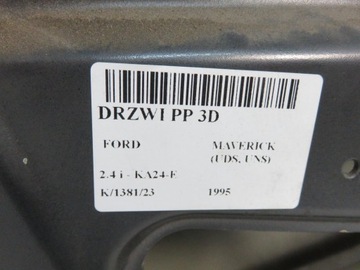 DRZWI PP 3D
FORD MAVERICK
(UDS, UNS)
2.4 i - KA24-E
K/1381/23 1995